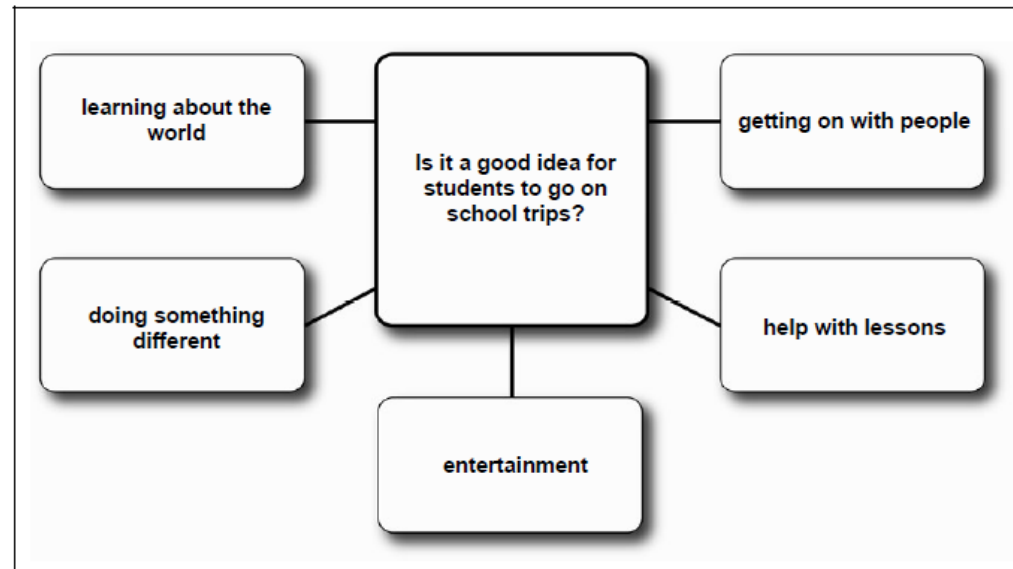 learning about the
world
Is it a good idea for
students to go on
school trips?
getting on with people
doing something
different
help with lessons
entertainment